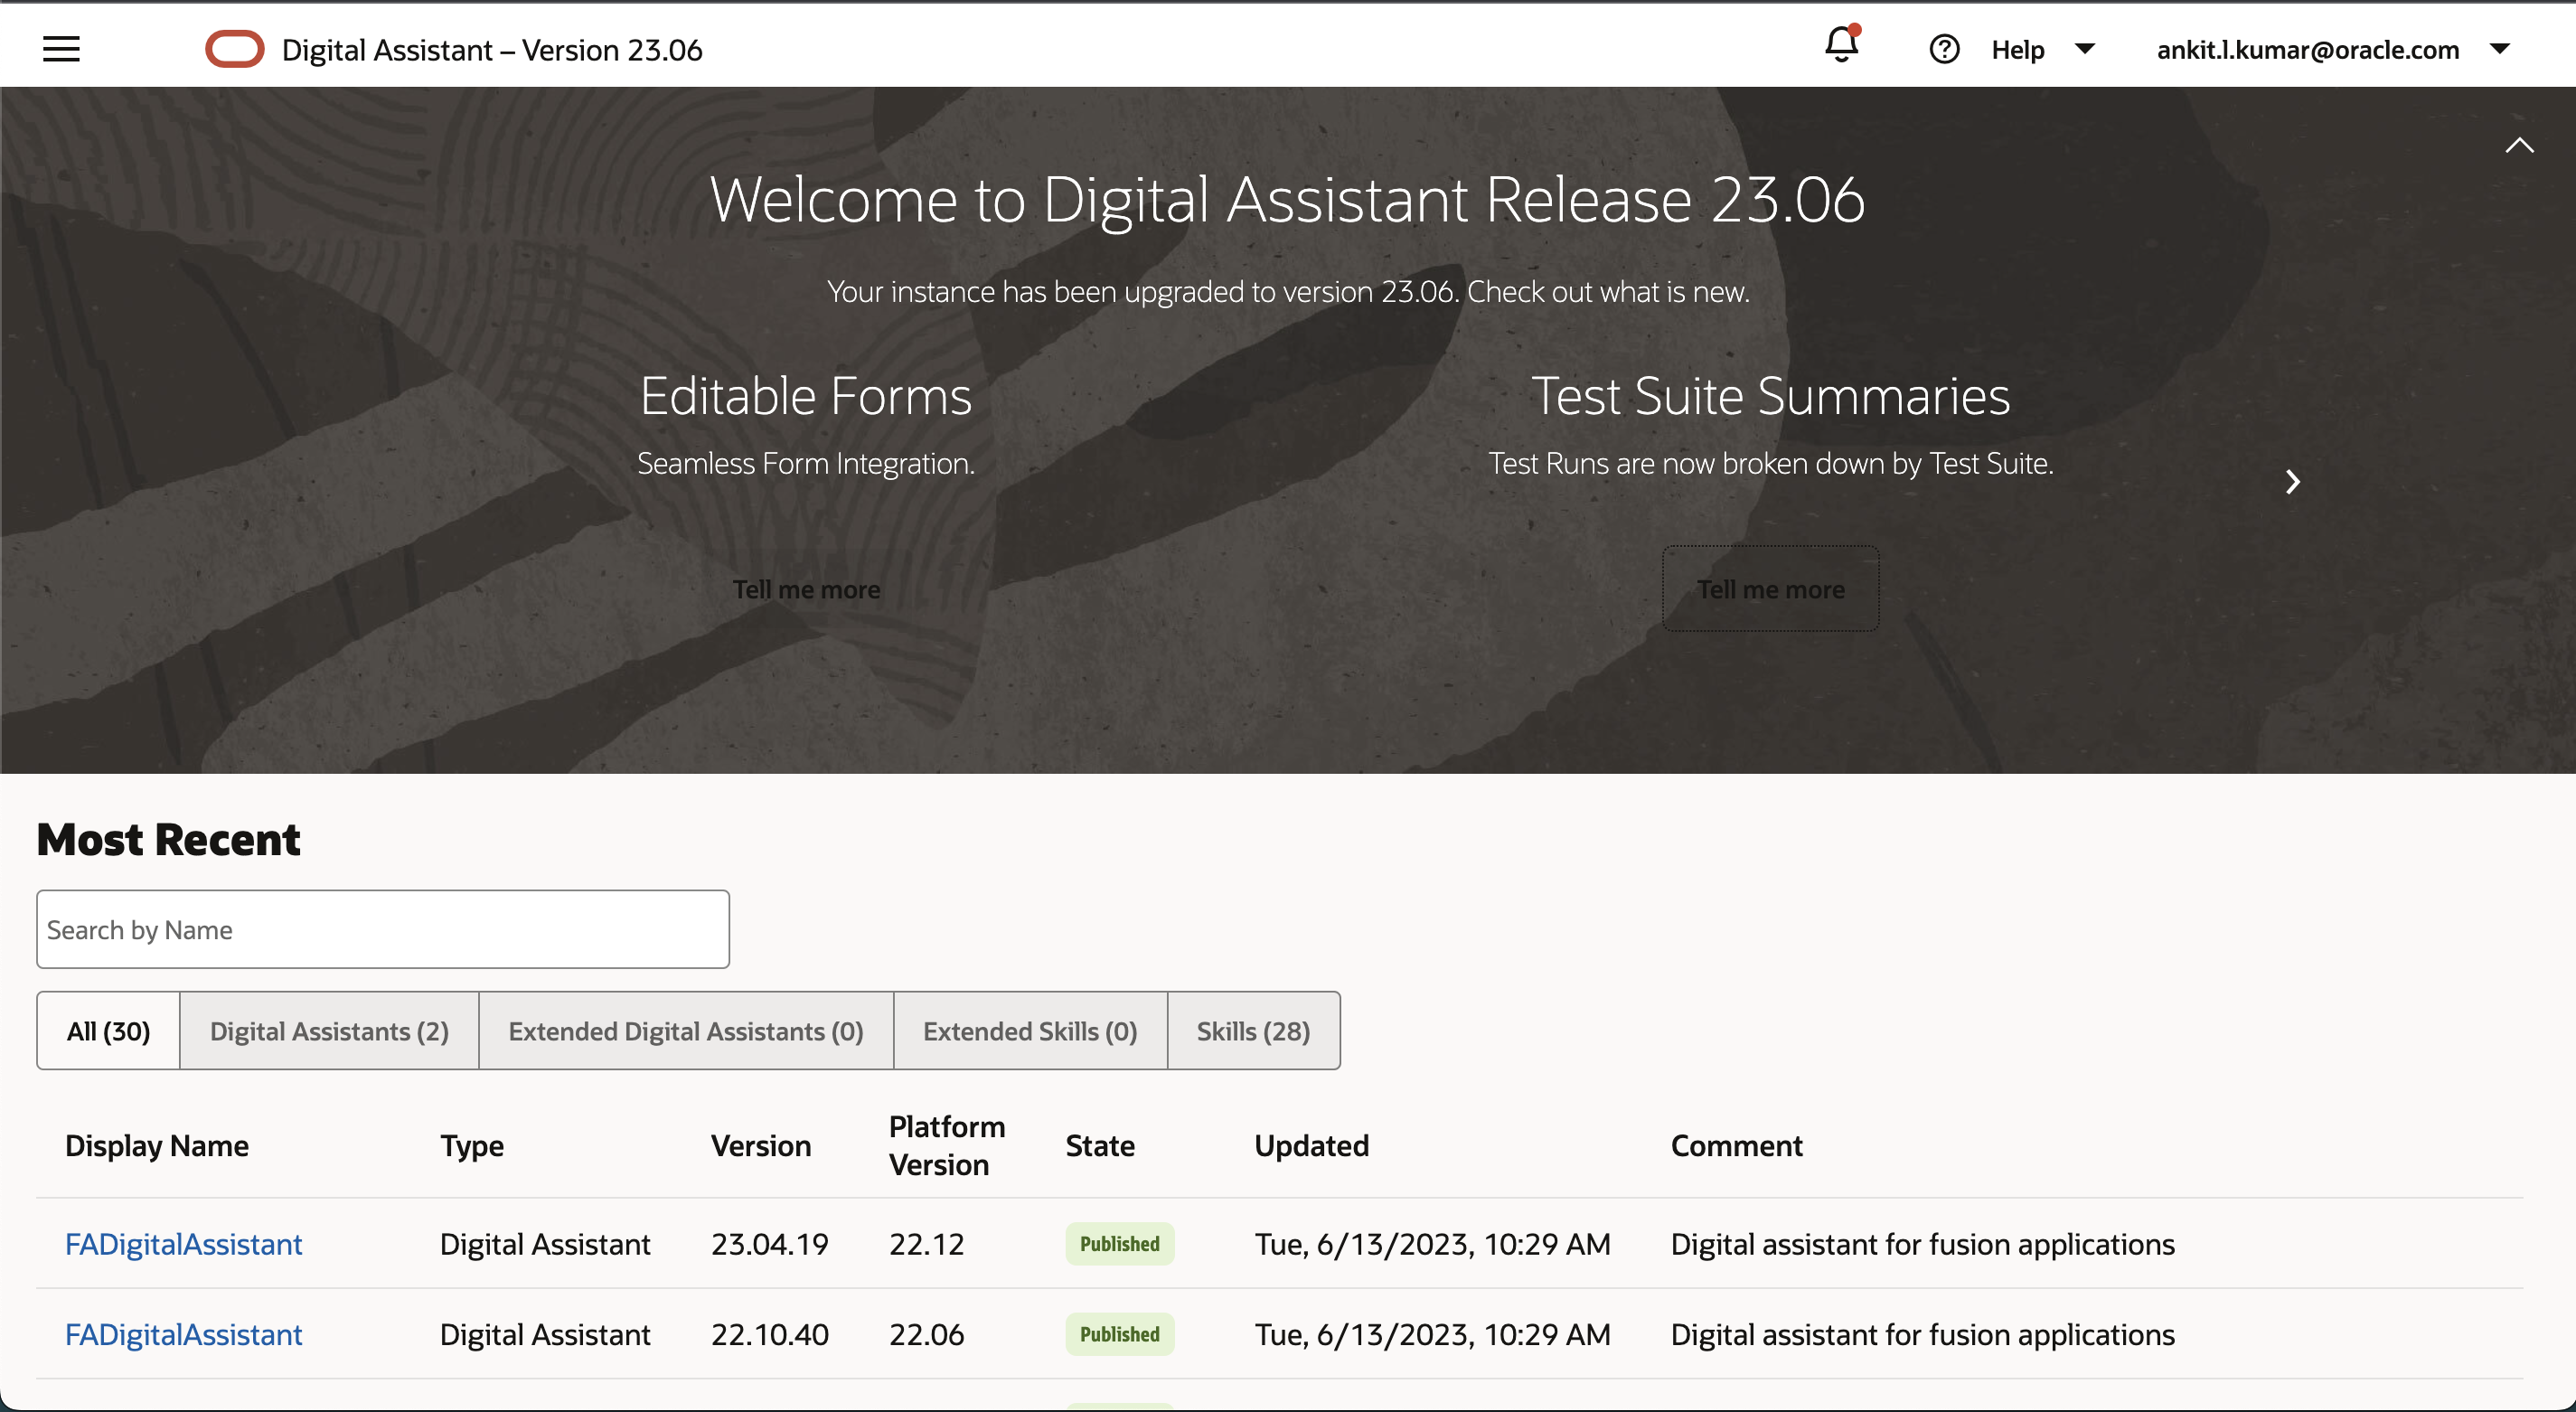 Digital Assistant – Version 23.06
Help
ankit.l.kumar@oracle.com
Welcome to Digital Assistant Release 23.06
Your instance has been upgraded to version 23.06. Check out what is new.
Editable Forms
Seamless Form Integration.
Tell me more
Test Suite Summaries
Test Runs are now broken down by Test Suite.
Tell me more
Most Recent
Search by Name
All (30) Digital Assistants (2) Extended Digital Assistants (0) Extended Skills (0) Skills (28)
Display Name Type Version Platform Version State Updated Comment
FADigitalAssistant Digital Assistant 23.04.19 22.12 Published Tue, 6/13/2023, 10:29 AM Digital assistant for fusion applications
FADigitalAssistant Digital Assistant 22.10.40 22.06 Published Tue, 6/13/2023, 10:29 AM Digital assistant for fusion applications